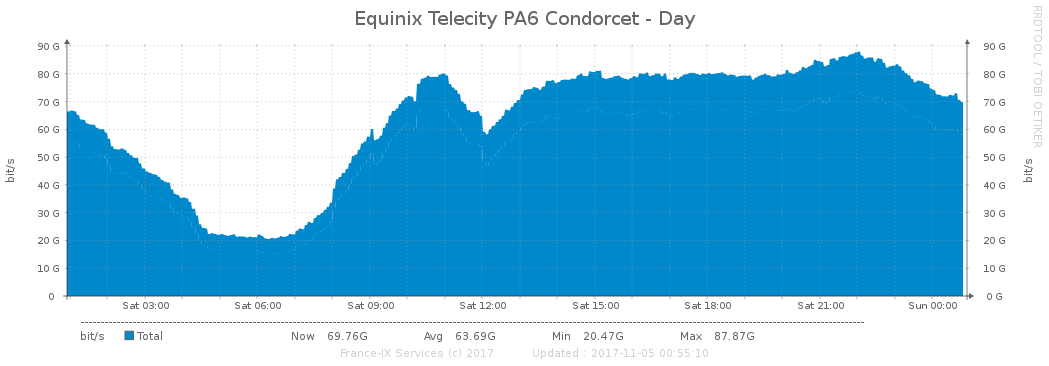 Equinix Telecity PA6 Condorcet - Day
RRDTOOL / TOBI OETIKER
90 G 90 G
80 G 80 G
70 G 70 G
60 G 60 G
50 G 50 G
40 G 40 G
30 G 30 G
20 G 20 G
10 G 10 G
0 0 G
bit/s bit/s
Sat 03:00 Sat 06:00 Sat 09:00 Sat 12:00 Sat 15:00 Sat 18:00 Sat 21:00 Sun 00:00
bit/s Total Now 69.76G Avg 63.69G Min 20.47G Max 87.87G
France-IX Services (c) 2017 Updated : 2017-11-05 00:55:10